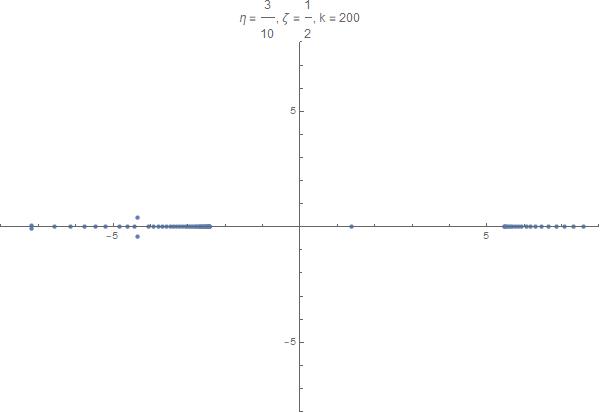 η = 3/10, ζ = 1/2, k = 200
5
-5
5
-5